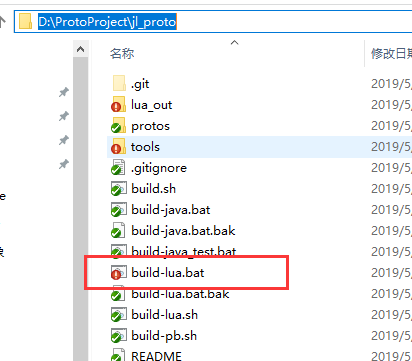 D:\ProtoProject\jl_proto
名称
修改日期
.git
2019/5/
lua_out
2019/5/
protos
2019/5/
tools
2019/5/
.gitignore
2019/5/
build.sh
2019/5/
build-java.bat
2019/5/
build-java.bat.bak
2019/5/
build-java_test.bat
2019/5/
build-lua.bat
2019/5/
build-lua.bat.bak
2019/5/
build-lua.sh
2019/5/
build-pb.sh
2019/5/
README
2019/5/